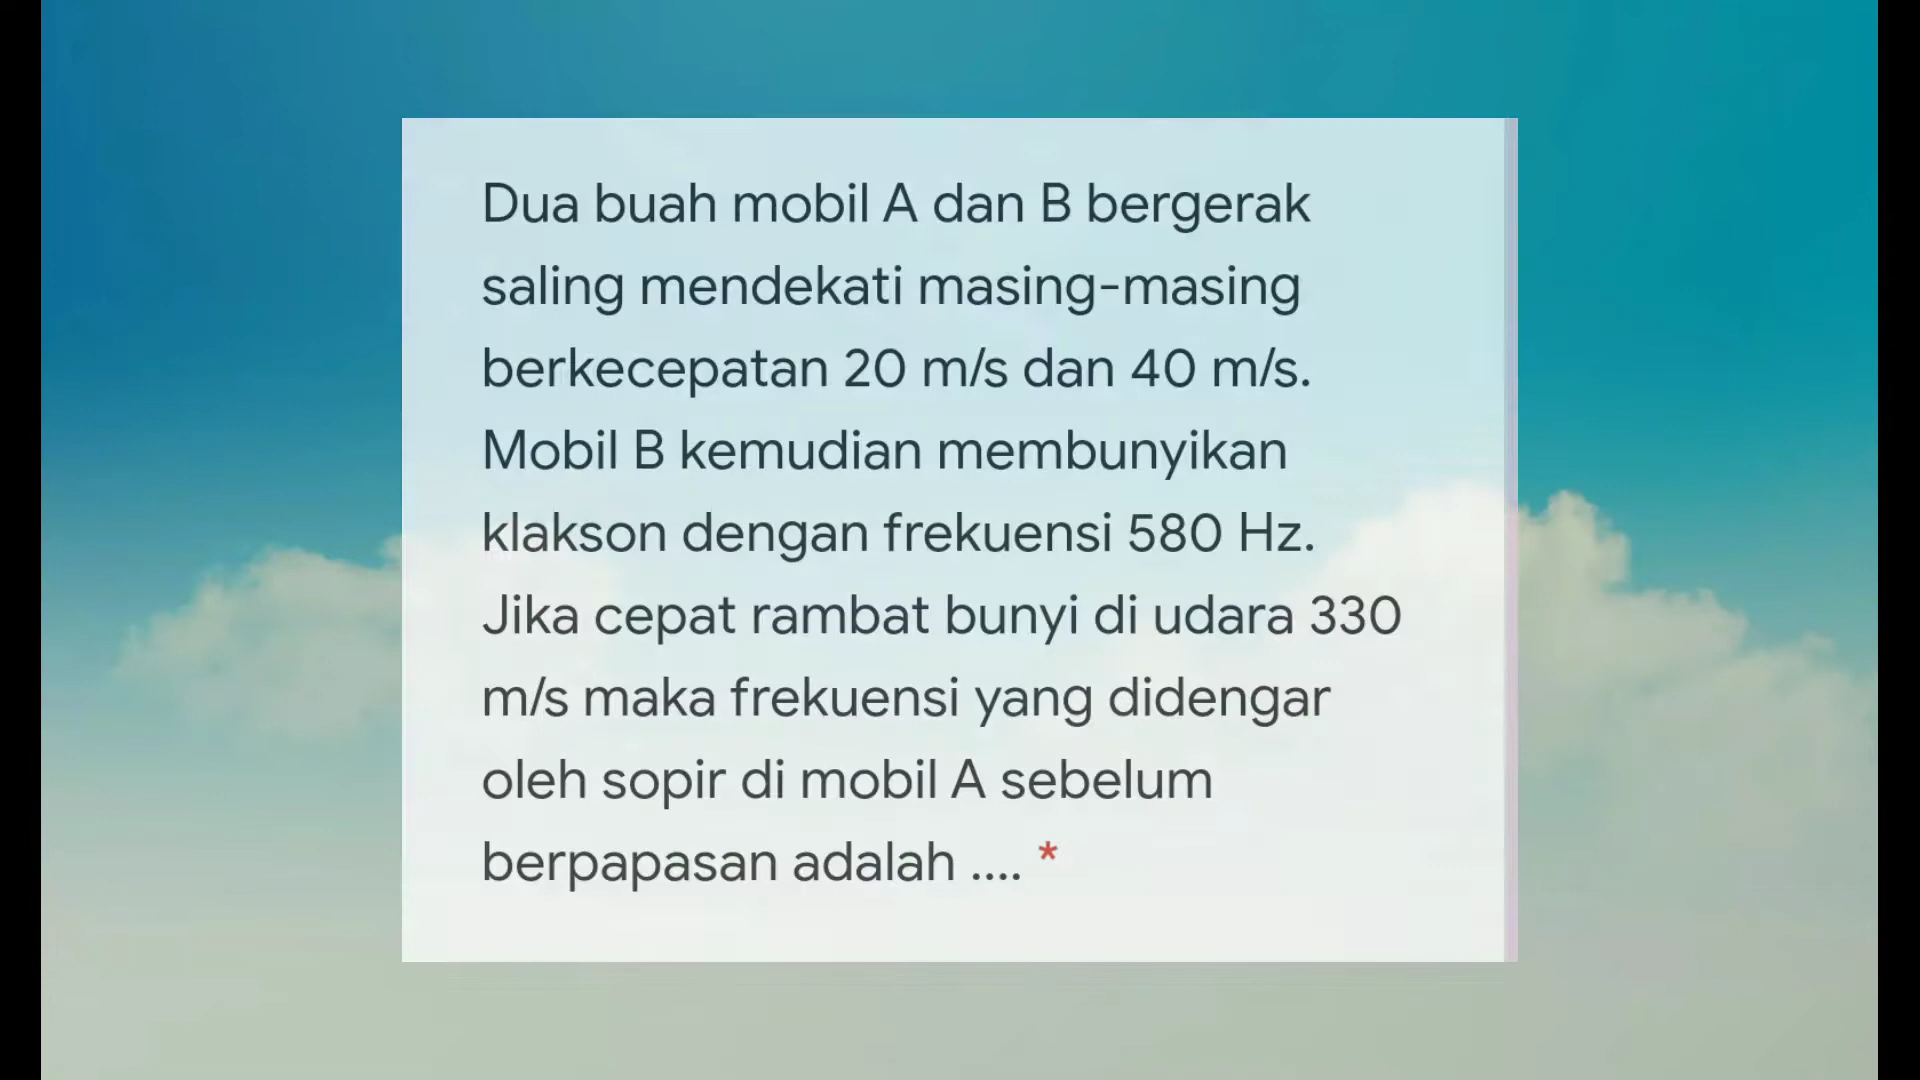 Dua buah mobil A dan B bergerak
saling mendekati masing-masing
berkecepatan 20 m/s dan 40 m/s.
Mobil B kemudian membunyikan
klakson dengan frekuensi 580 Hz.
Jika cepat rambat bunyi di udara 330
m/s maka frekuensi yang didengar
oleh sopir di mobil A sebelum
berpapasan adalah .... *